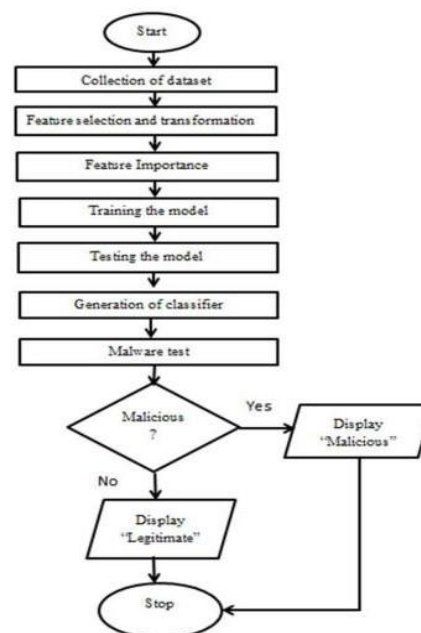 Start
Collection of dataset
Feature selection and transformation
Feature Importance
Training the model
Testing the model
Generation of classifier
Malware test
Malicious
?
Yes
Display
“Malicious”
No
Display
“Legitimate”
Stop